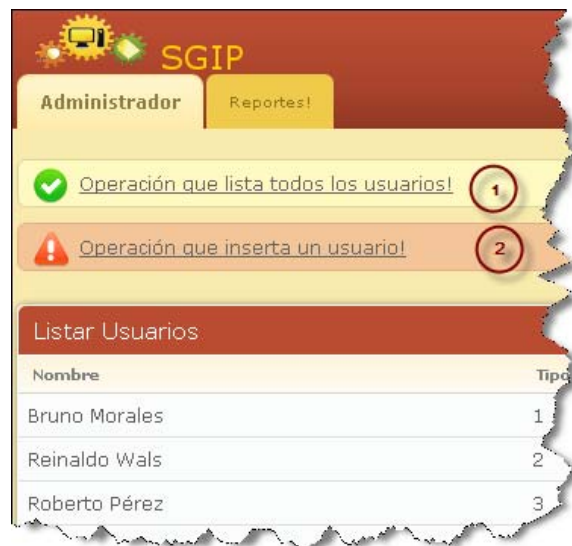 SGIP
Administrador Reportes!
Operación que lista todos los usuarios! 1
Operación que inserta un usuario! 2
Listar Usuarios
Nombre Tipo
Bruno Morales 1
Reinaldo Wals 2
Roberto Pérez 3